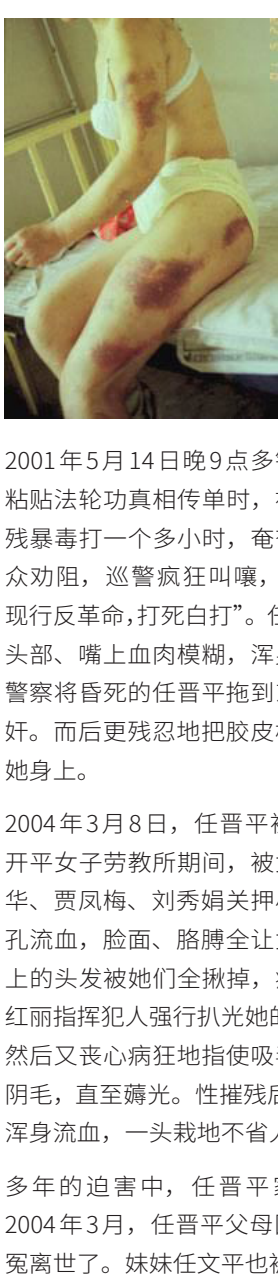 2001年5月14日晚9点多
粘贴法轮功真相传单时，
残暴毒打一个多小时，奄
众劝阻，巡警疯狂叫嚷，
现行反革命，打死白打”。
头部、嘴上血肉模糊，浑
警察将昏死的任晋平拖到
奸。而后更残忍地把胶皮
她身上。
2004年3月8日，任晋平
开平女子劳教所期间，被
华、贾凤梅、刘秀娟关押
孔流血，脸面、胳膊全让
上的头发被她们全揪掉，
红丽指挥犯人强行扒光她的
然后又丧心病狂地指使吸
阴毛，直至薅光。性摧残后
浑身流血，一头栽地不省
多年的迫害中，任晋平
2004年3月，任晋平父母
冤离世了。妹妹任文平也